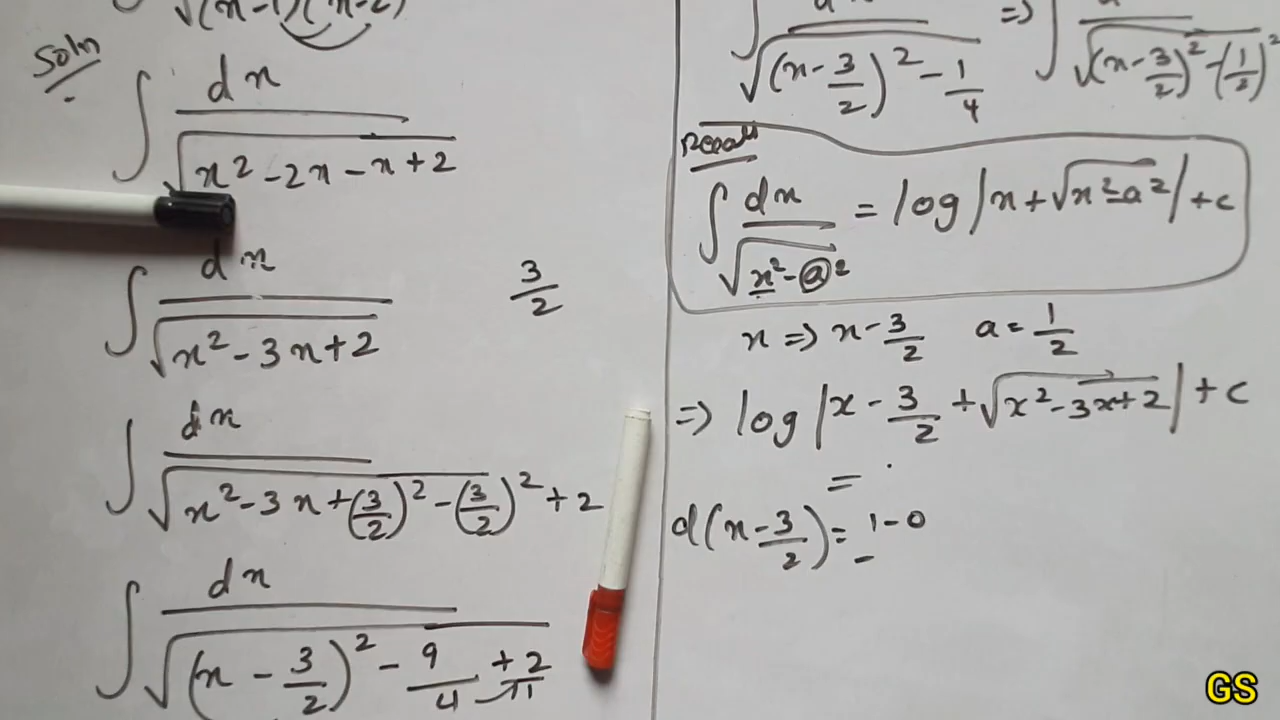 √(x-1)(x-2)
Soln
∫ dx / √(x² - 2x - x + 2)
∫ dx / √(x² - 3x + 2)
3/2
∫ dx / √(x² - 3x + (3/2)² - (3/2)² + 2)
∫ dx / √((x - 3/2)² - 9/4 + 2/1)
∫ / √((x - 3/2)² - 1/4) => ∫ / √((x - 3/2)² - (1/2)²)
Recall
∫ dx / √(x² - a²) = log|x + √(x² - a²)| + c
x => x - 3/2 a = 1/2
=> log|x - 3/2 + √(x² - 3x + 2)| + c
=
d(x - 3/2) = 1 - 0
GS